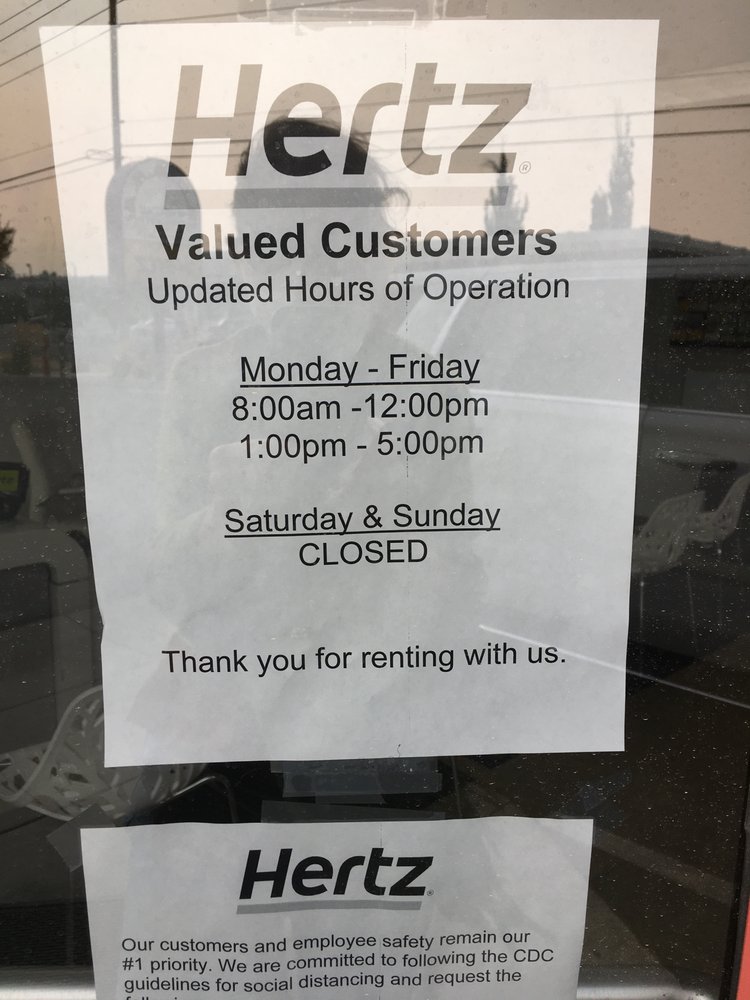 Hertz®
Valued Customers
Updated Hours of Operation
Monday - Friday
8:00am -12:00pm
1:00pm - 5:00pm
Saturday & Sunday
CLOSED
Thank you for renting with us.
Hertz®
Our customers and employee safety remain our
#1 priority. We are committed to following the CDC
guidelines for social distancing and request the